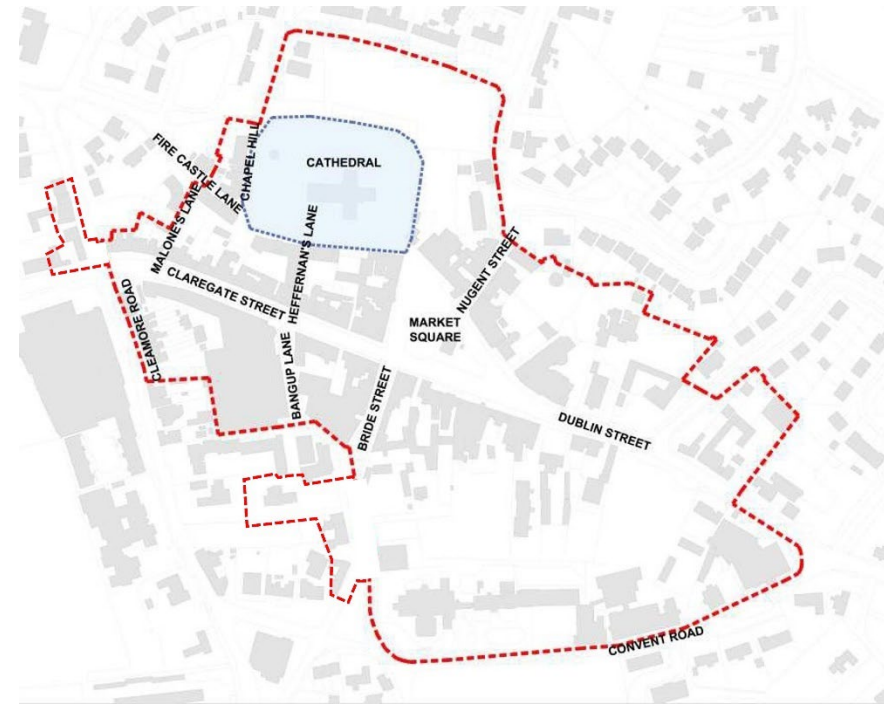 FIRE CASTLE LANE
CHAPEL HILL
CATHEDRAL
MALONE'S LANE
HEFFERNAN'S LANE
CLAREGATE STREET
NUGENT STREET
MARKET
SQUARE
CLEAMORE ROAD
BANGUP LANE
BRIDE STREET
DUBLIN STREET
CONVENT ROAD